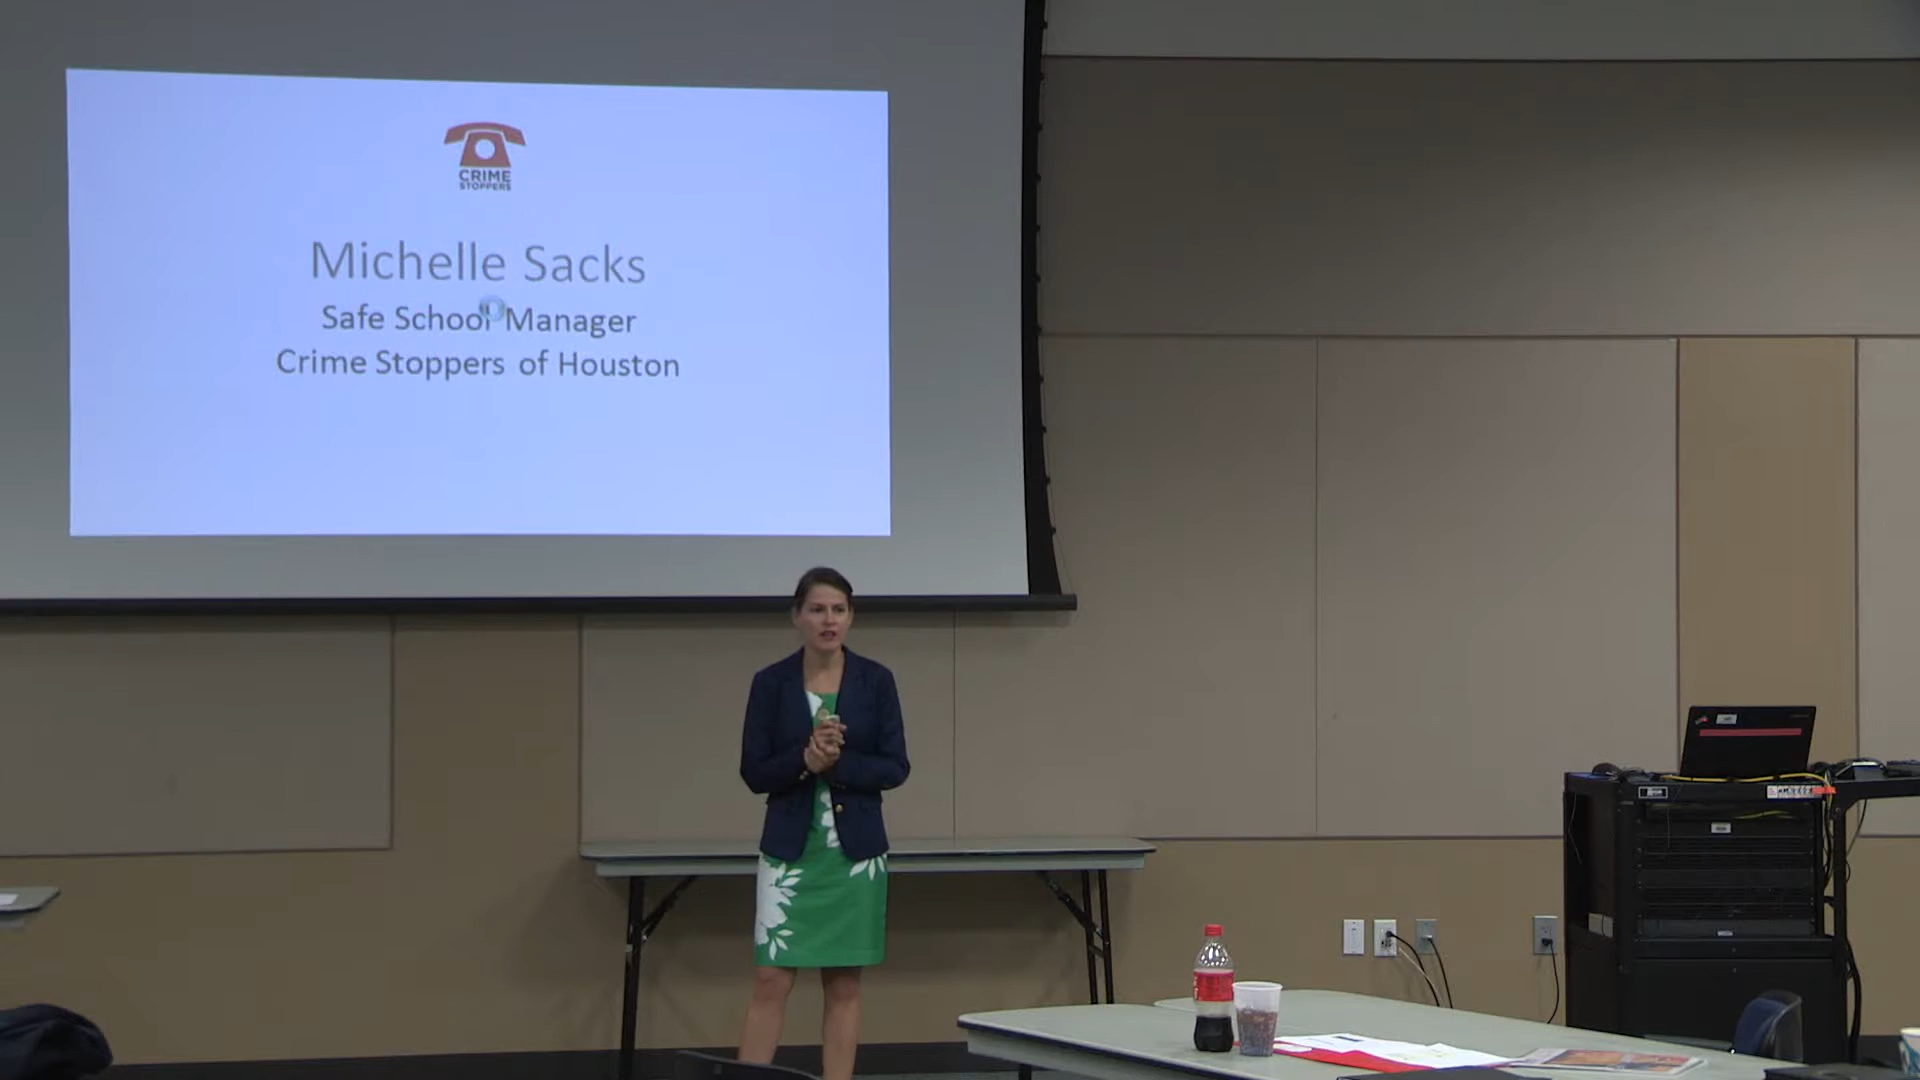 CRIME
STOPPERS
Michelle Sacks
Safe School Manager
Crime Stoppers of Houston